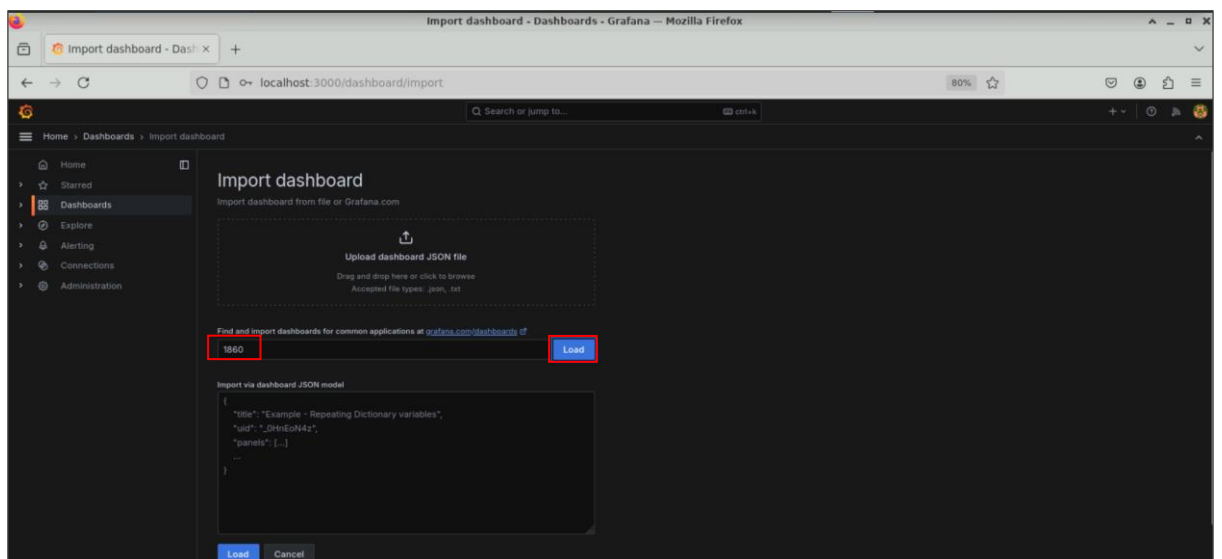 Import dashboard - Dashboards - Grafana — Mozilla Firefox
Import dashboard - Dash
localhost:3000/dashboard/import
80%
Search or jump to...
ctrl+k
Home › Dashboards › Import dashboard
Home
Starred
Dashboards
Explore
Alerting
Connections
Administration
Import dashboard
Import dashboard from file or Grafana.com
Upload dashboard JSON file
Drag and drop here or click to browse
Accepted file types: .json, .txt
Find and import dashboards for common applications at grafana.com/dashboards
1860
Load
Import via dashboard JSON model
{
"title": "Example - Repeating Dictionary variables",
"uid": "_0HnEoN4z",
"panels": [...]
...
}
Load Cancel